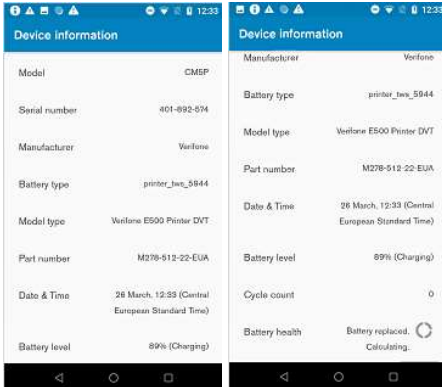 12:33
Device information
Model CM5P
Serial number 401-892-574
Manufacturer Verifone
Battery type printer_tws_5944
Model type Verifone E500 Printer DVT
Part number M278-512-22-EUA
Date & Time 26 March, 12:33 (Central
European Standard Time)
Battery level 89% (Charging)
12:33
Device information
Manufacturer Verifone
Battery type printer_tws_5944
Model type Verifone E500 Printer DVT
Part number M278-512-22-EUA
Date & Time 26 March, 12:33 (Central
European Standard Time)
Battery level 89% (Charging)
Cycle count 0
Battery health Battery replaced.
Calculating.